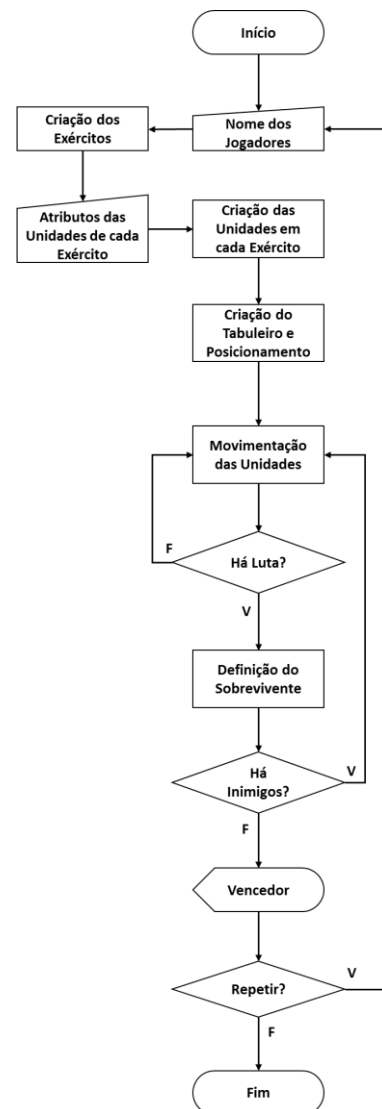 Início
Nome dos
Jogadores
Criação dos
Exércitos
Atributos das
Unidades de cada
Exército
Criação das
Unidades em
cada Exército
Criação do
Tabuleiro e
Posicionamento
Movimentação
das Unidades
F
Há Luta?
V
Definição do
Sobrevivente
Há
Inimigos?
V
F
Vencedor
Repetir?
V
F
Fim